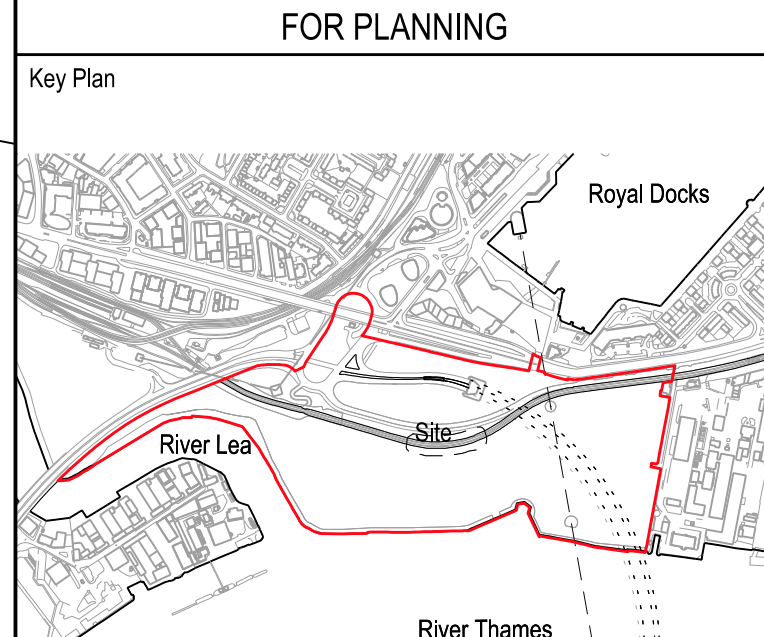 FOR PLANNING
Key Plan
Royal Docks
Site
River Lea
River Thames